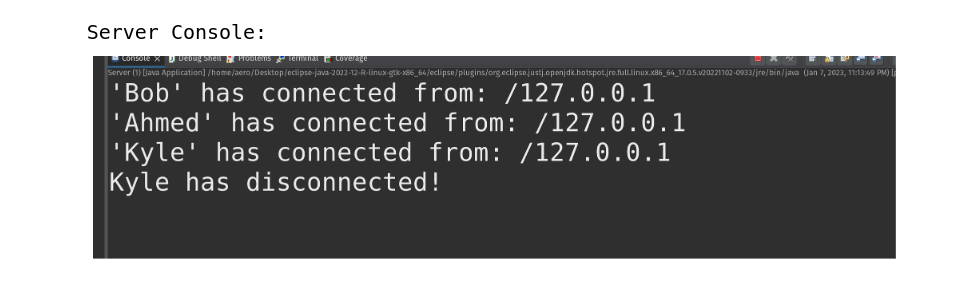 Server Console:
Console Debug Shell Problems Terminal Coverage
Server (1) [Java Application] /home/aero/Desktop/eclipse-java-2022-12-R-linux-gtk-x86_64/eclipse/plugins/org.eclipse.justj.openjdk.hotspot.jre.full.linux.x86_64_17.0.5.v20221102-0933/jre/bin/java (Jan 7, 2023, 11:13:49 PM) [
'Bob' has connected from: /127.0.0.1
'Ahmed' has connected from: /127.0.0.1
'Kyle' has connected from: /127.0.0.1
Kyle has disconnected!